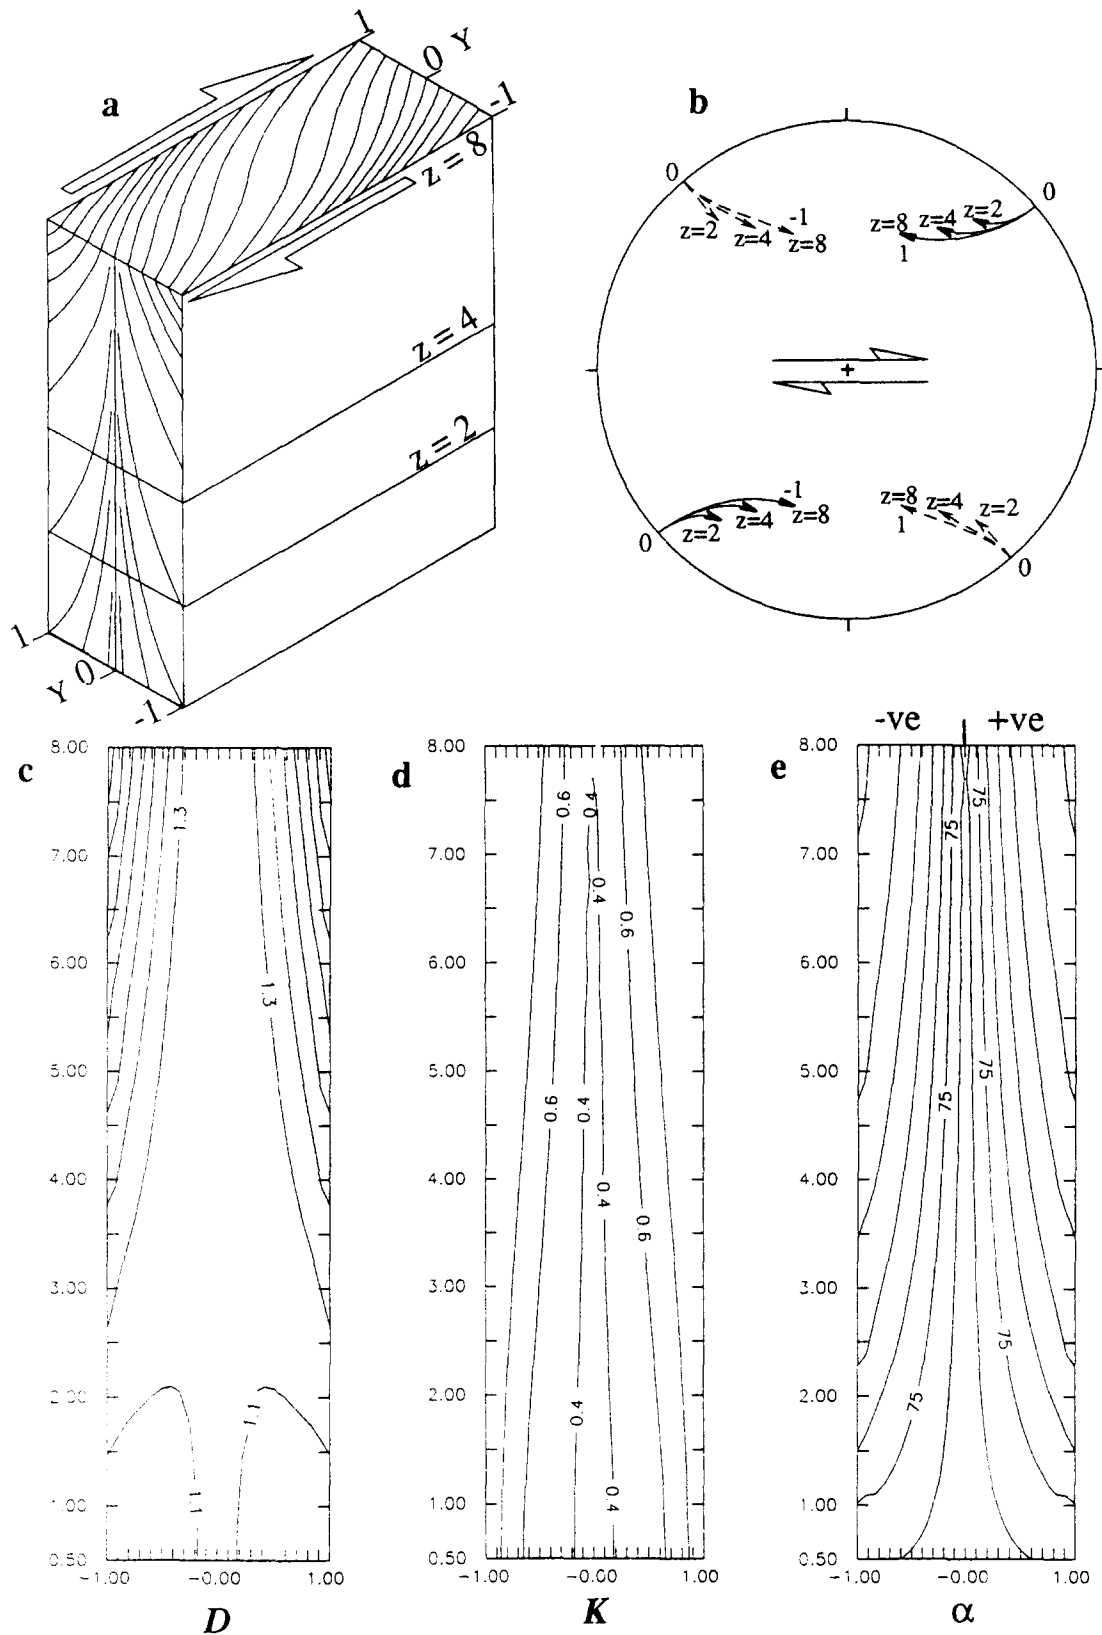 a
1
0
Y
-1
z = 8
z = 4
z = 2
1
Y
0
-1
b
0
0
z=2
z=4
-1
z=8
z=8
z=4
z=2
1
+
-1
z=8
z=4
z=2
0
z=8
z=4
z=2
1
0
c
8.00
7.00
6.00
5.00
4.00
3.00
2.00
1.00
0.50
-1.00
-0.00
1.00
1.3
1.3
1.1
1.1
D
d
8.00
7.00
6.00
5.00
4.00
3.00
2.00
1.00
0.50
-1.00
-0.00
1.00
0.6
0.4
0.4
0.6
0.6
0.4
0.4
0.6
0.4
0.4
K
e
-ve
+ve
8.00
7.00
6.00
5.00
4.00
3.00
2.00
1.00
0.50
-1.00
-0.00
1.00
75
75
75
75
75
75
α